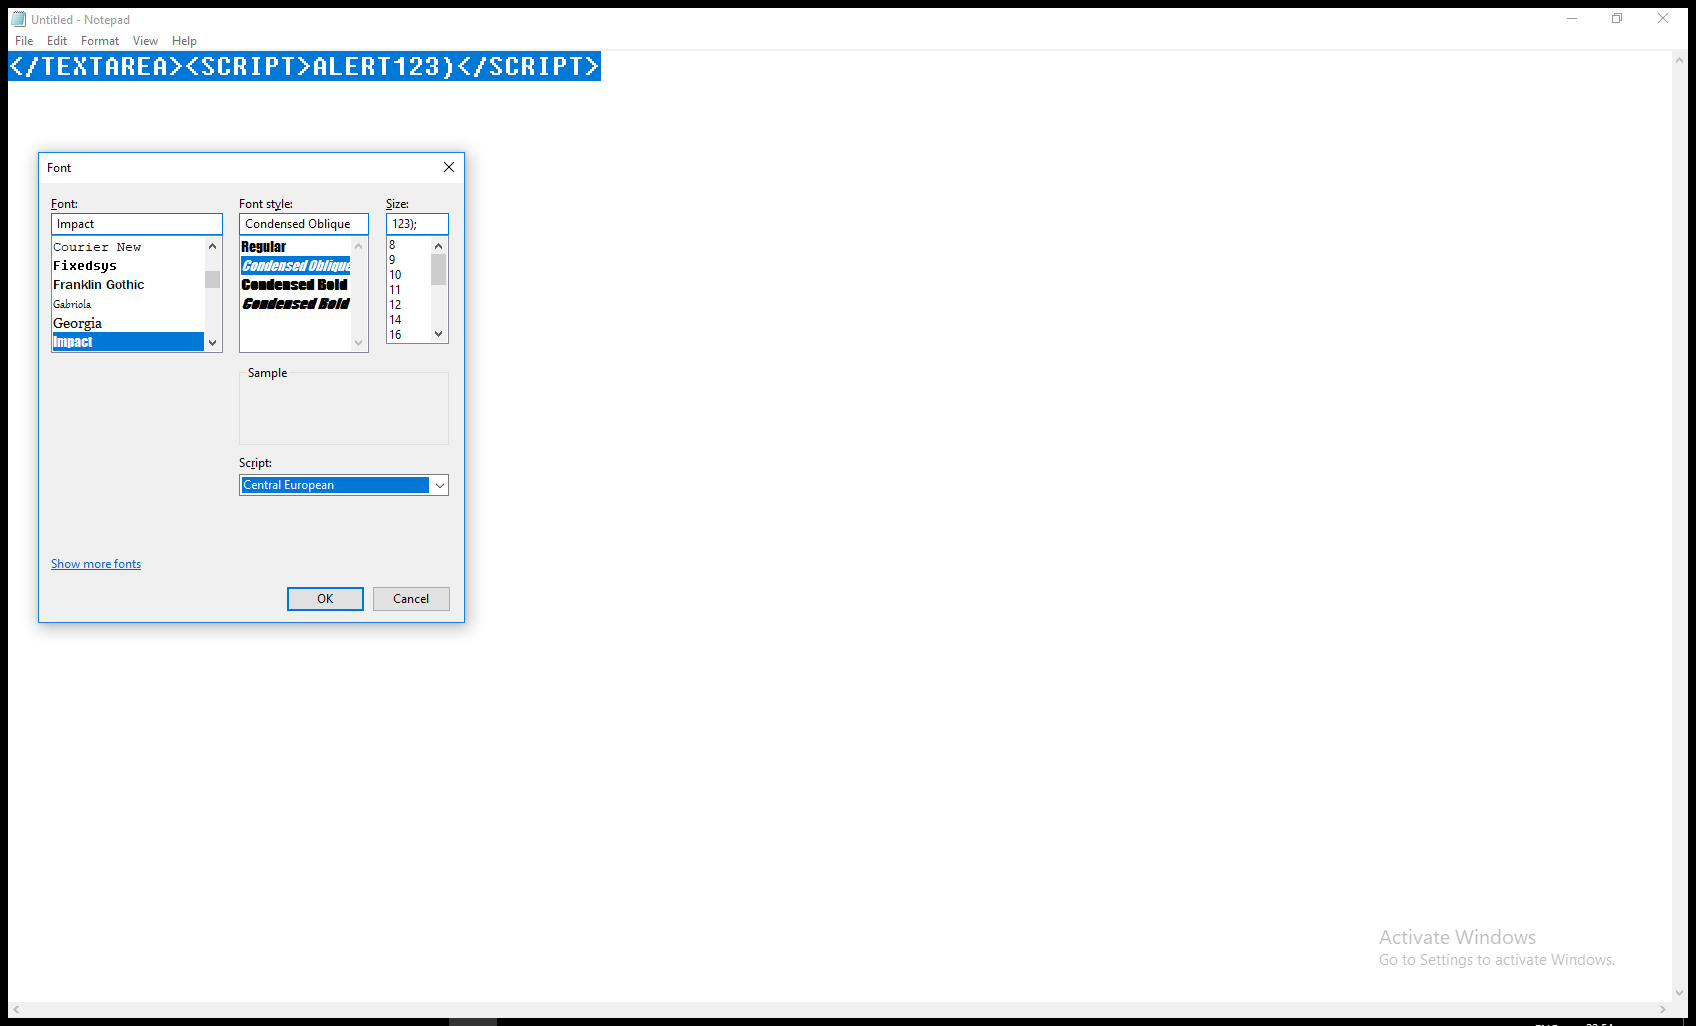 Untitled - Notepad
File Edit Format View Help
</TEXTAREA><SCRIPT>ALERT123)</SCRIPT>
Font
Font: Font style: Size:
Impact Condensed Oblique 123);
Courier New
Fixedsys
Franklin Gothic
Gabriola
Georgia
Impact
Regular
Condensed Oblique
Condensed Bold
Condensed Bold
8
9
10
11
12
14
16
Sample
Script:
Central European
Show more fonts
OK Cancel
Activate Windows
Go to Settings to activate Windows.